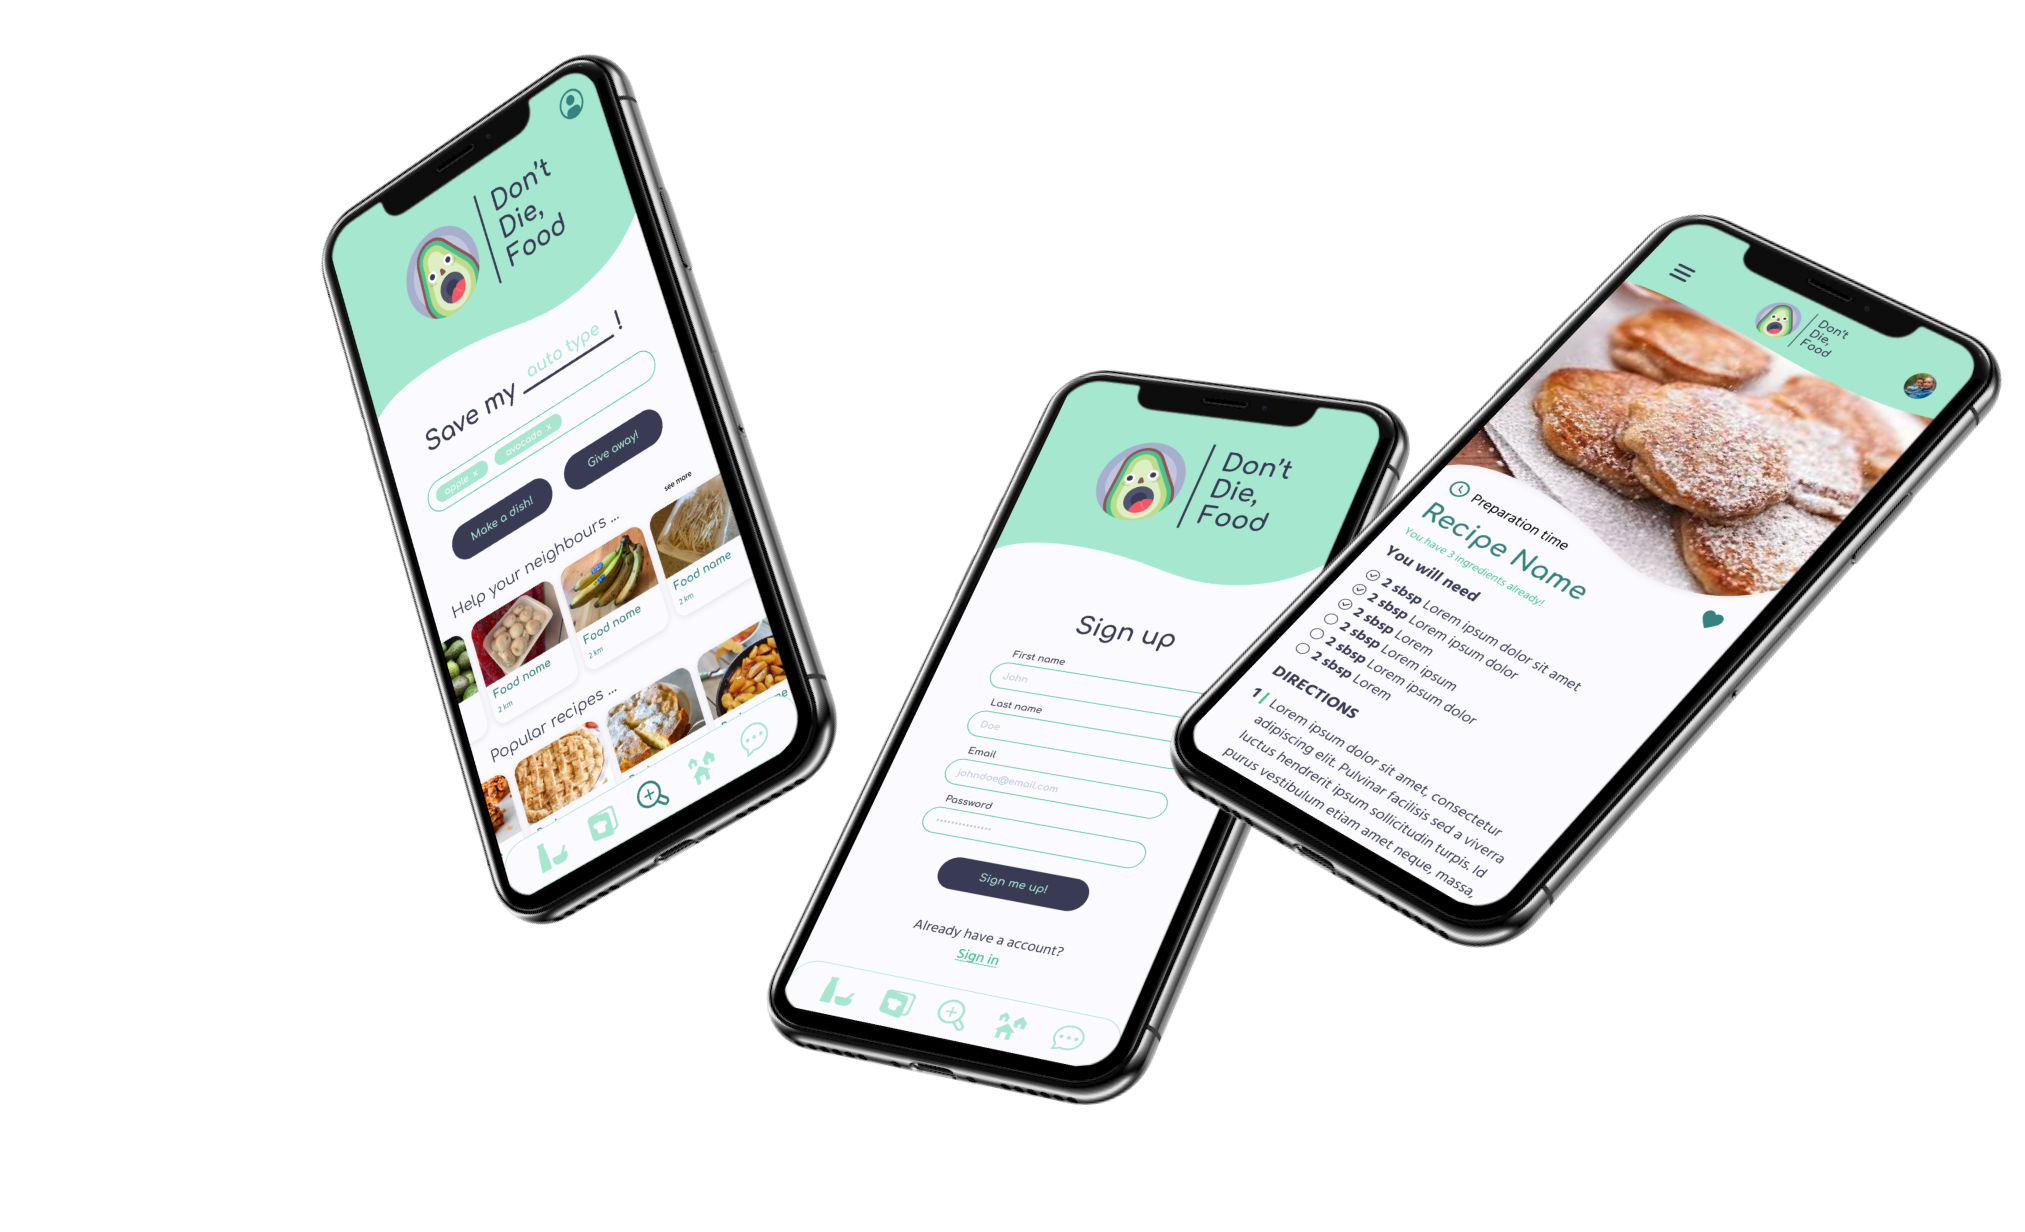 Don't
Die,
Food
Save my auto type !
apple x
avocado x
Make a dish!
Give away!
see more
Help your neighbours ...
Food name
2 km
Food name
2 km
Food name
2 km
Popular recipes ...
Don't
Die,
Food
Sign up
First name
John
Last name
Doe
Email
johndoe@email.com
Password
***************
Sign me up!
Already have a account?
Sign in
Don't
Die,
Food
Preparation time
Recipe Name
You have 3 ingredients already!
You will need
2 sbsp Lorem ipsum dolor sit amet
2 sbsp Lorem ipsum dolor
2 sbsp Lorem
2 sbsp Lorem ipsum
2 sbsp Lorem ipsum dolor
2 sbsp Lorem
DIRECTIONS
1 | Lorem ipsum dolor sit amet, consectetur
adipiscing elit. Pulvinar facilisis sed a viverra
luctus hendrerit ipsum sollicitudin turpis. Id
purus vestibulum etiam amet neque, massa,